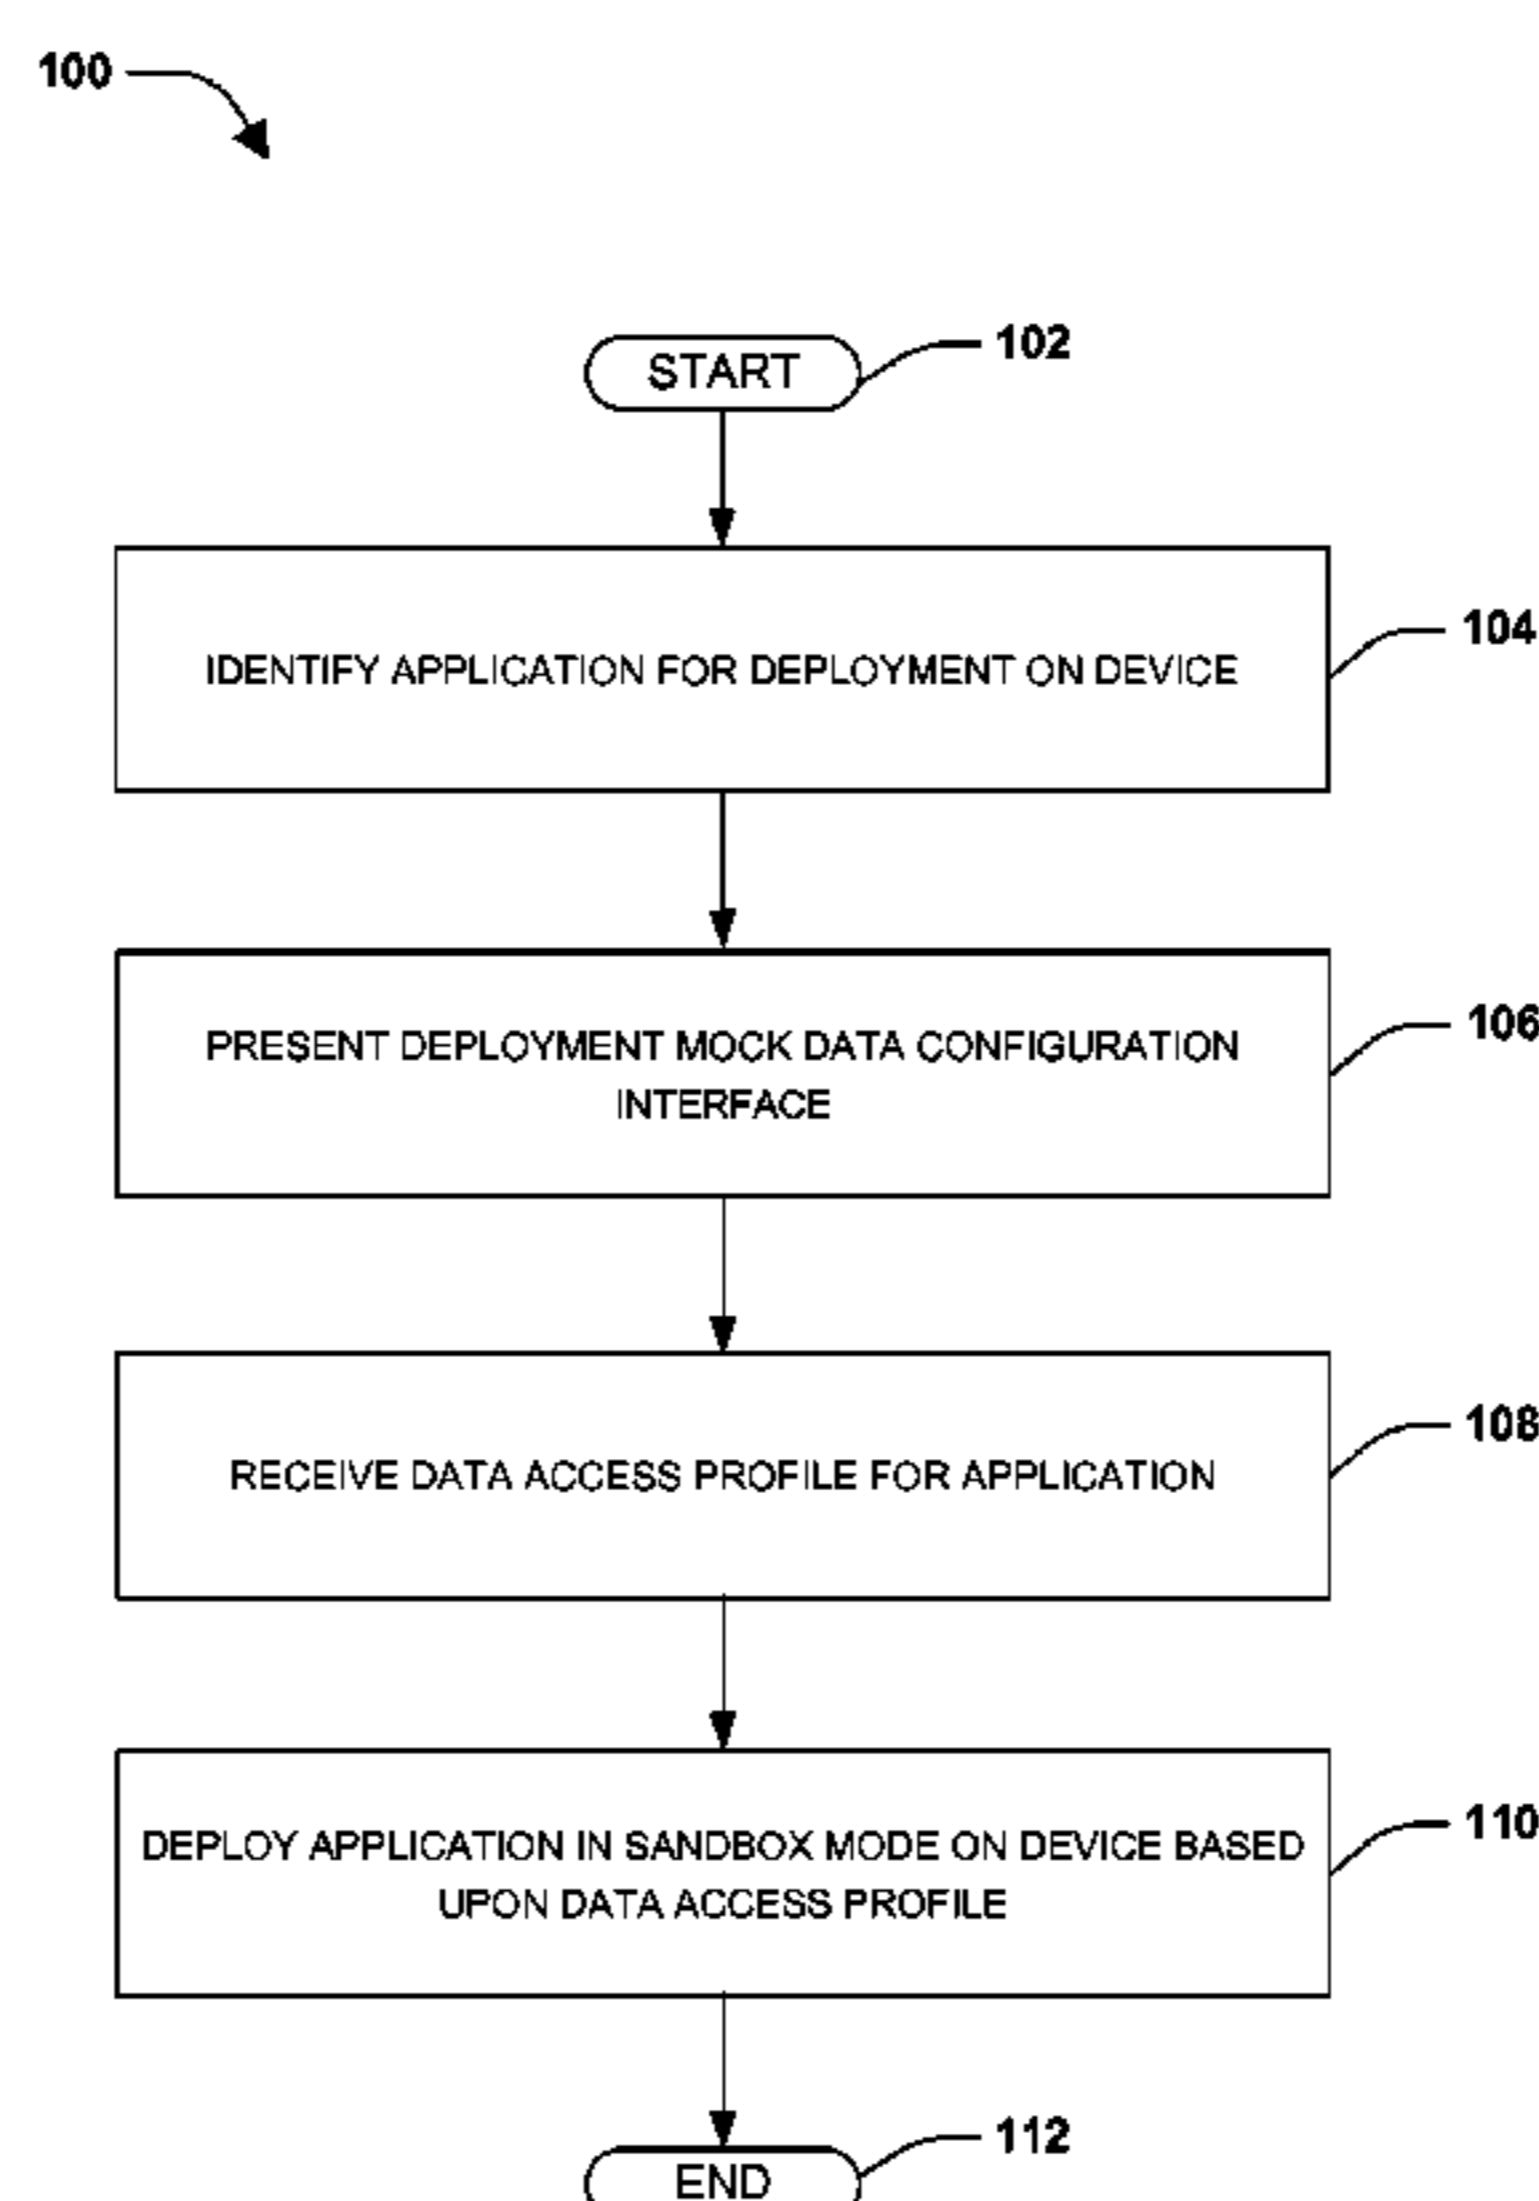 100
START
102
IDENTIFY APPLICATION FOR DEPLOYMENT ON DEVICE
104
PRESENT DEPLOYMENT MOCK DATA CONFIGURATION
INTERFACE
106
RECEIVE DATA ACCESS PROFILE FOR APPLICATION
108
DEPLOY APPLICATION IN SANDBOX MODE ON DEVICE BASED
UPON DATA ACCESS PROFILE
110
END
112